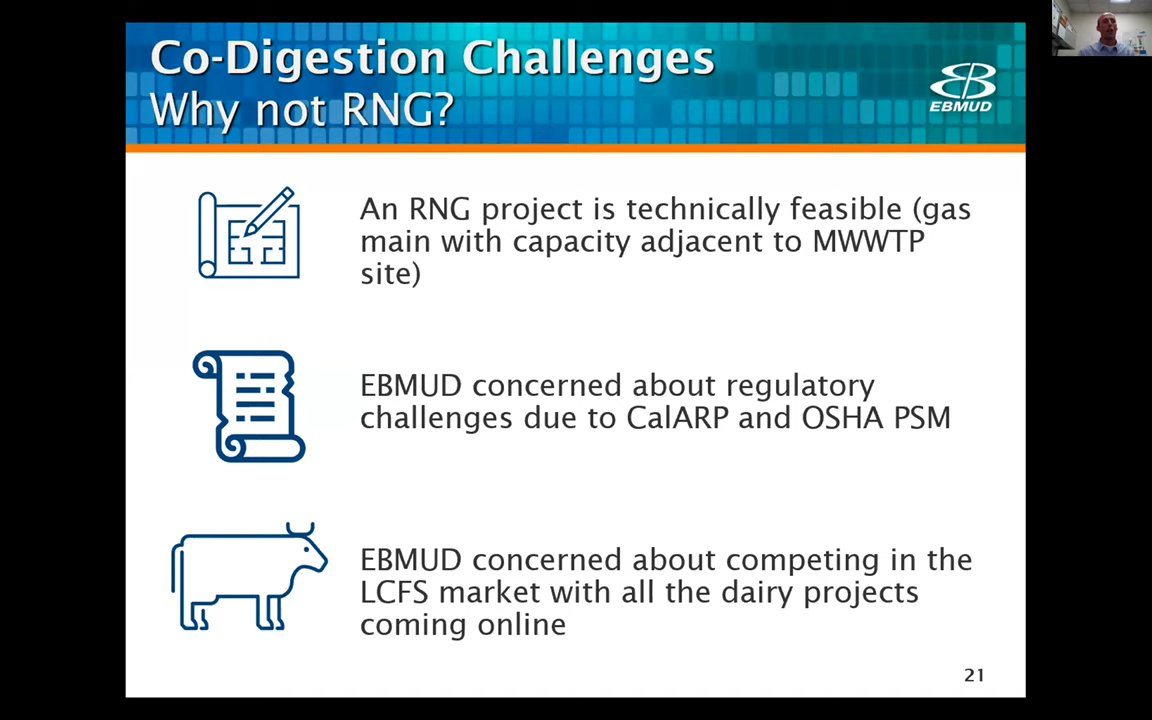 Co-Digestion Challenges
Why not RNG?
EBMUD
An RNG project is technically feasible (gas
main with capacity adjacent to MWWTP
site)
EBMUD concerned about regulatory
challenges due to CalARP and OSHA PSM
EBMUD concerned about competing in the
LCFS market with all the dairy projects
coming online
21